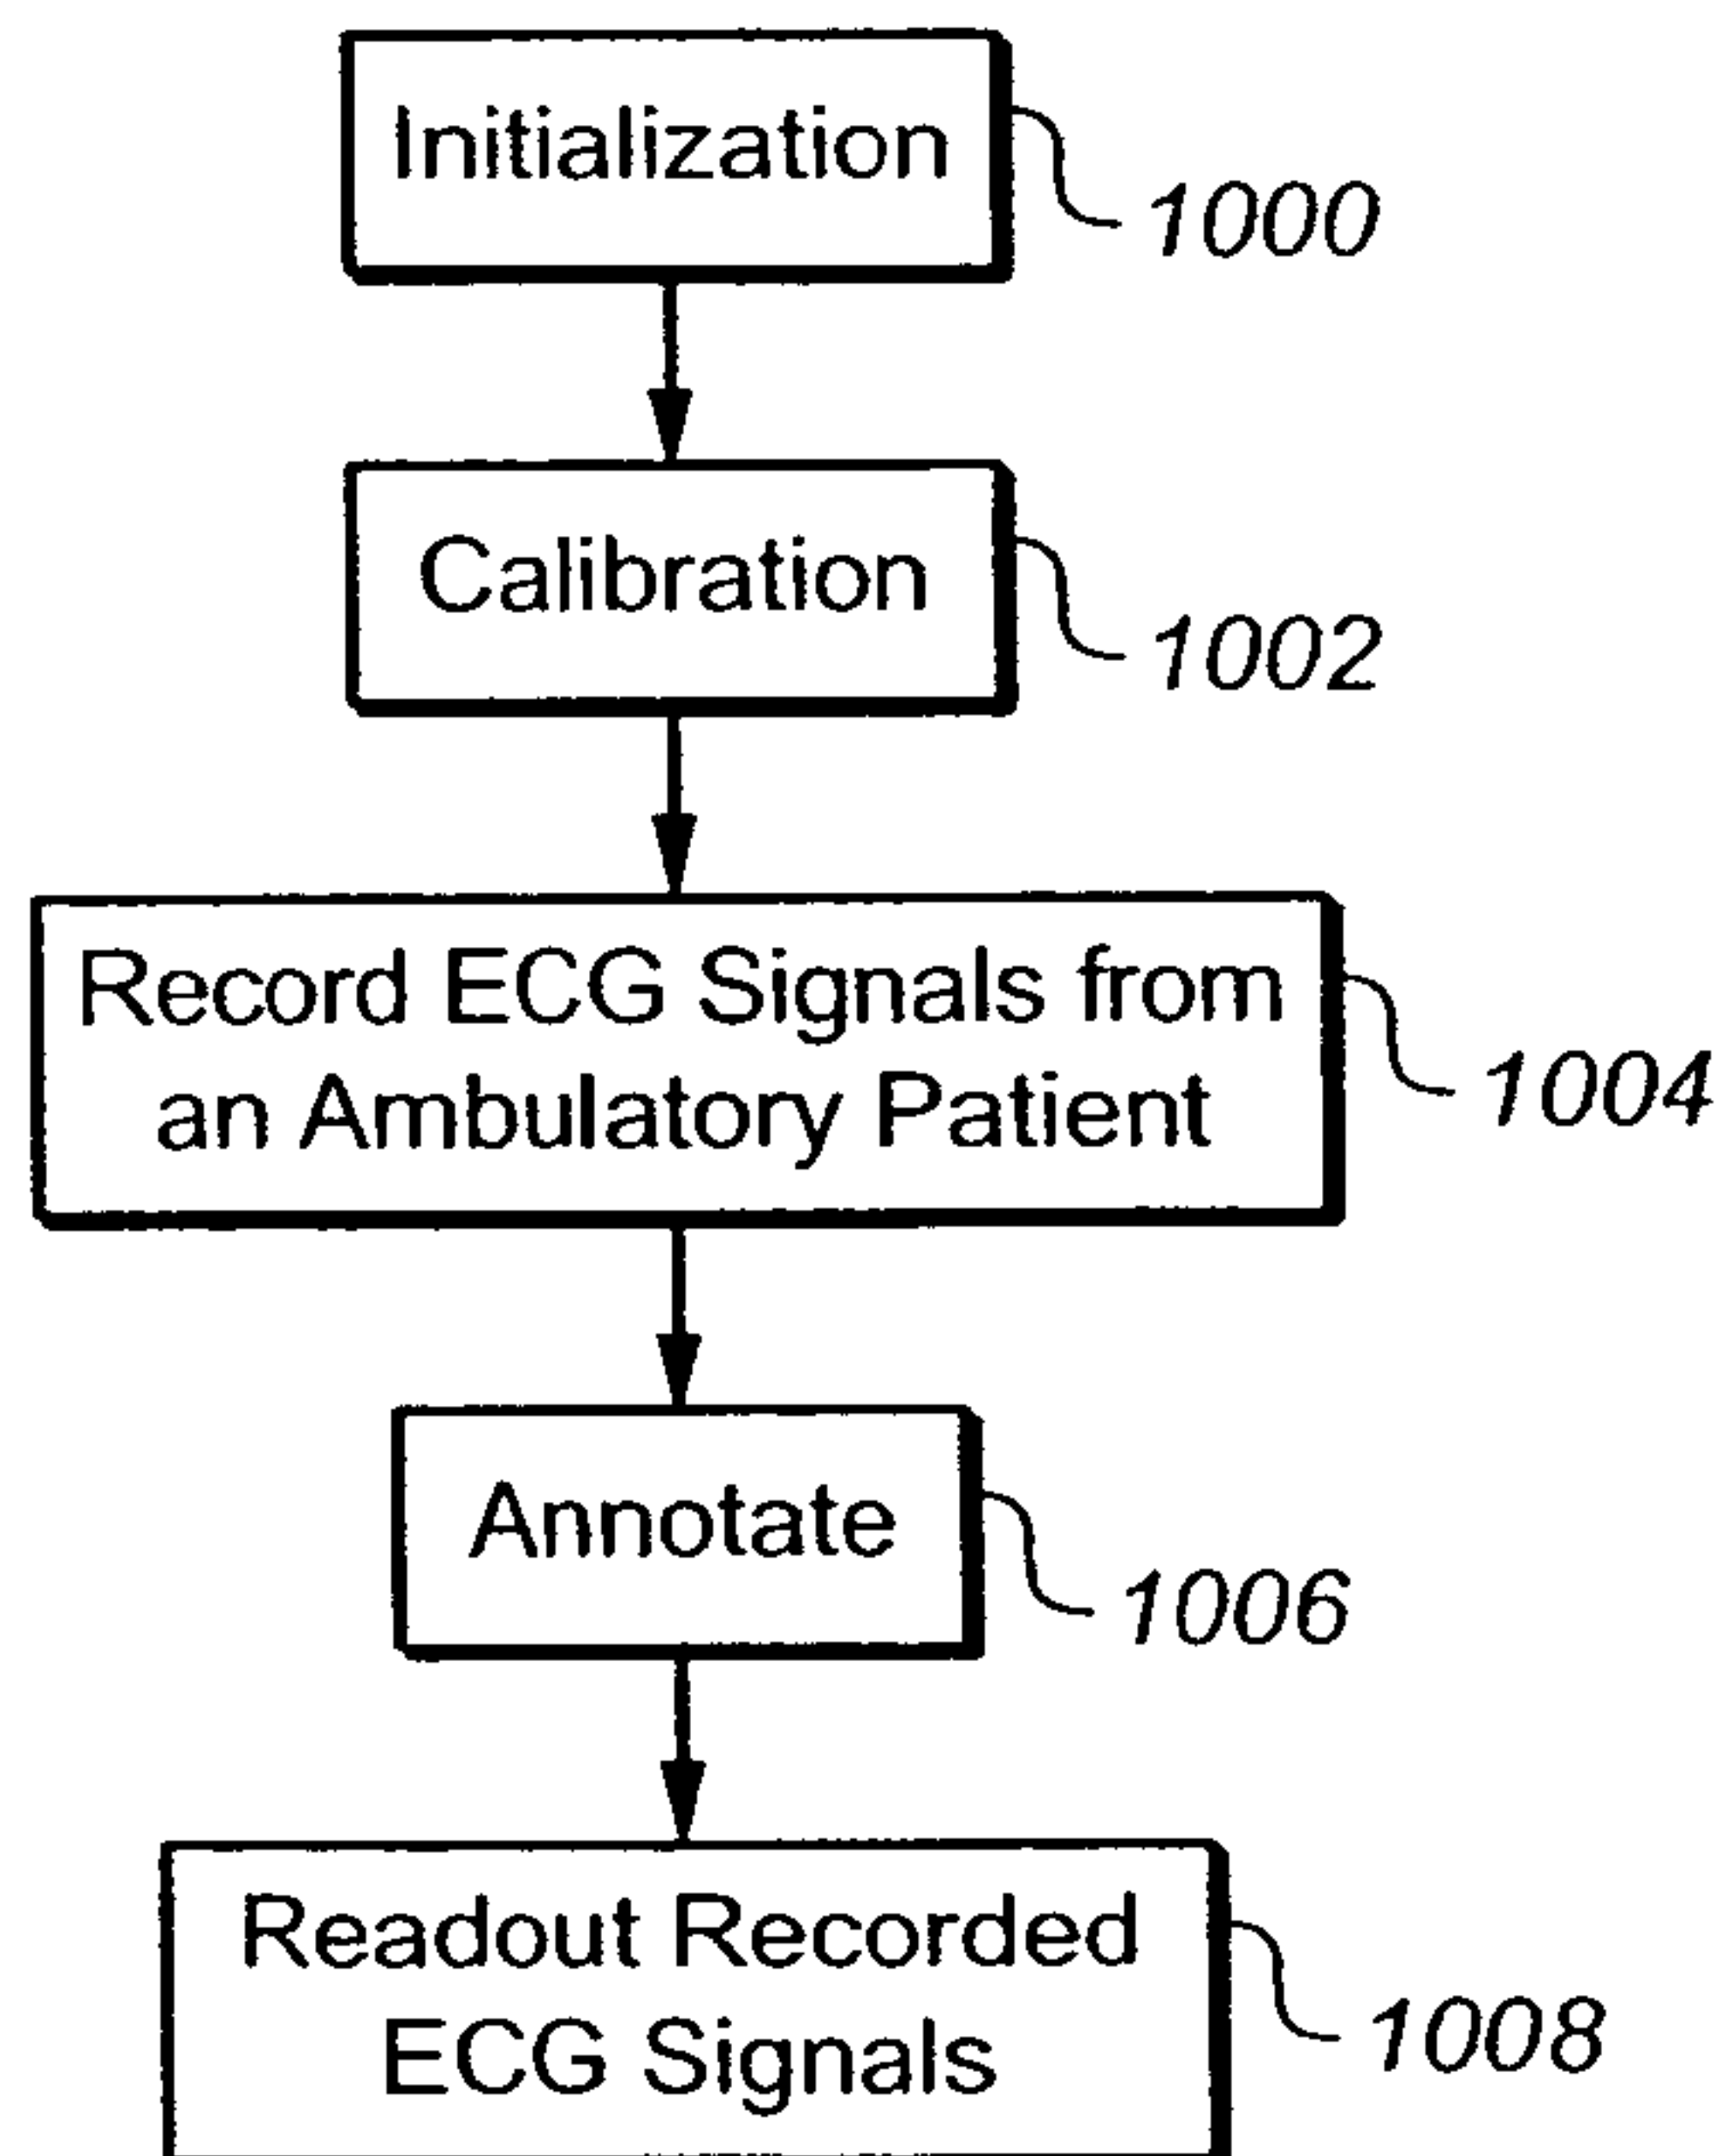 Initialization
1000
Calibration
1002
Record ECG Signals from
an Ambulatory Patient
1004
Annotate
1006
Readout Recorded
ECG Signals
1008